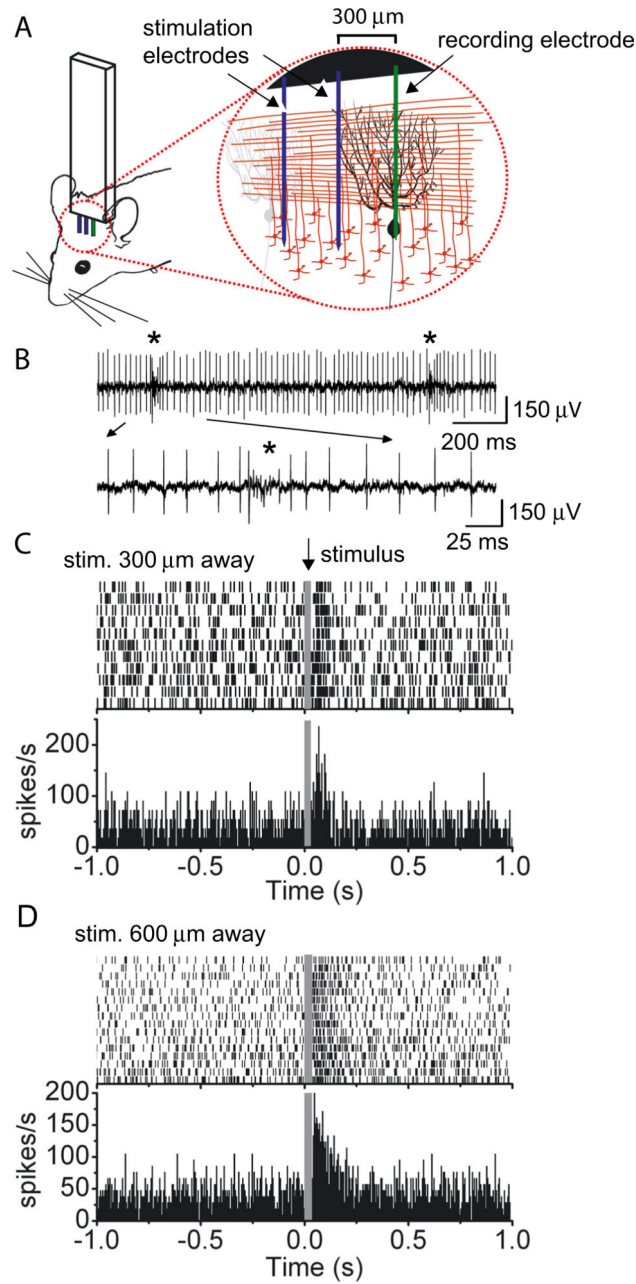 A
stimulation electrodes
300 μm
recording electrode
B
*
*
150 μV
200 ms
*
150 μV
25 ms
C
stim. 300 μm away
stimulus
spikes/s
200
150
100
50
0
-1.0 -0.5 0.0 0.5 1.0
Time (s)
D
stim. 600 μm away
spikes/s
200
150
100
50
0
-1.0 -0.5 0.0 0.5 1.0
Time (s)